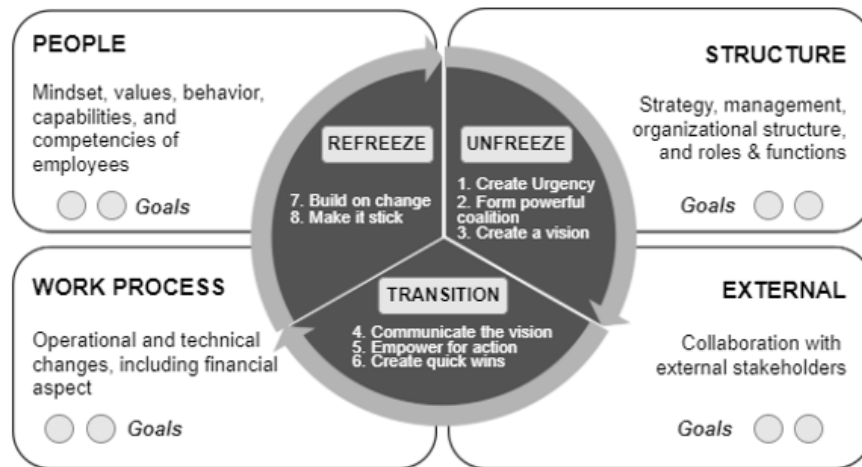 PEOPLE
Mindset, values, behavior,
capabilities, and
competencies of
employees
Goals
STRUCTURE
Strategy, management,
organizational structure,
and roles & functions
Goals
REFREEZE
7. Build on change
8. Make it stick
UNFREEZE
1. Create Urgency
2. Form powerful
coalition
3. Create a vision
TRANSITION
4. Communicate the vision
5. Empower for action
6. Create quick wins
WORK PROCESS
Operational and technical
changes, including financial
aspect
Goals
EXTERNAL
Collaboration with
external stakeholders
Goals